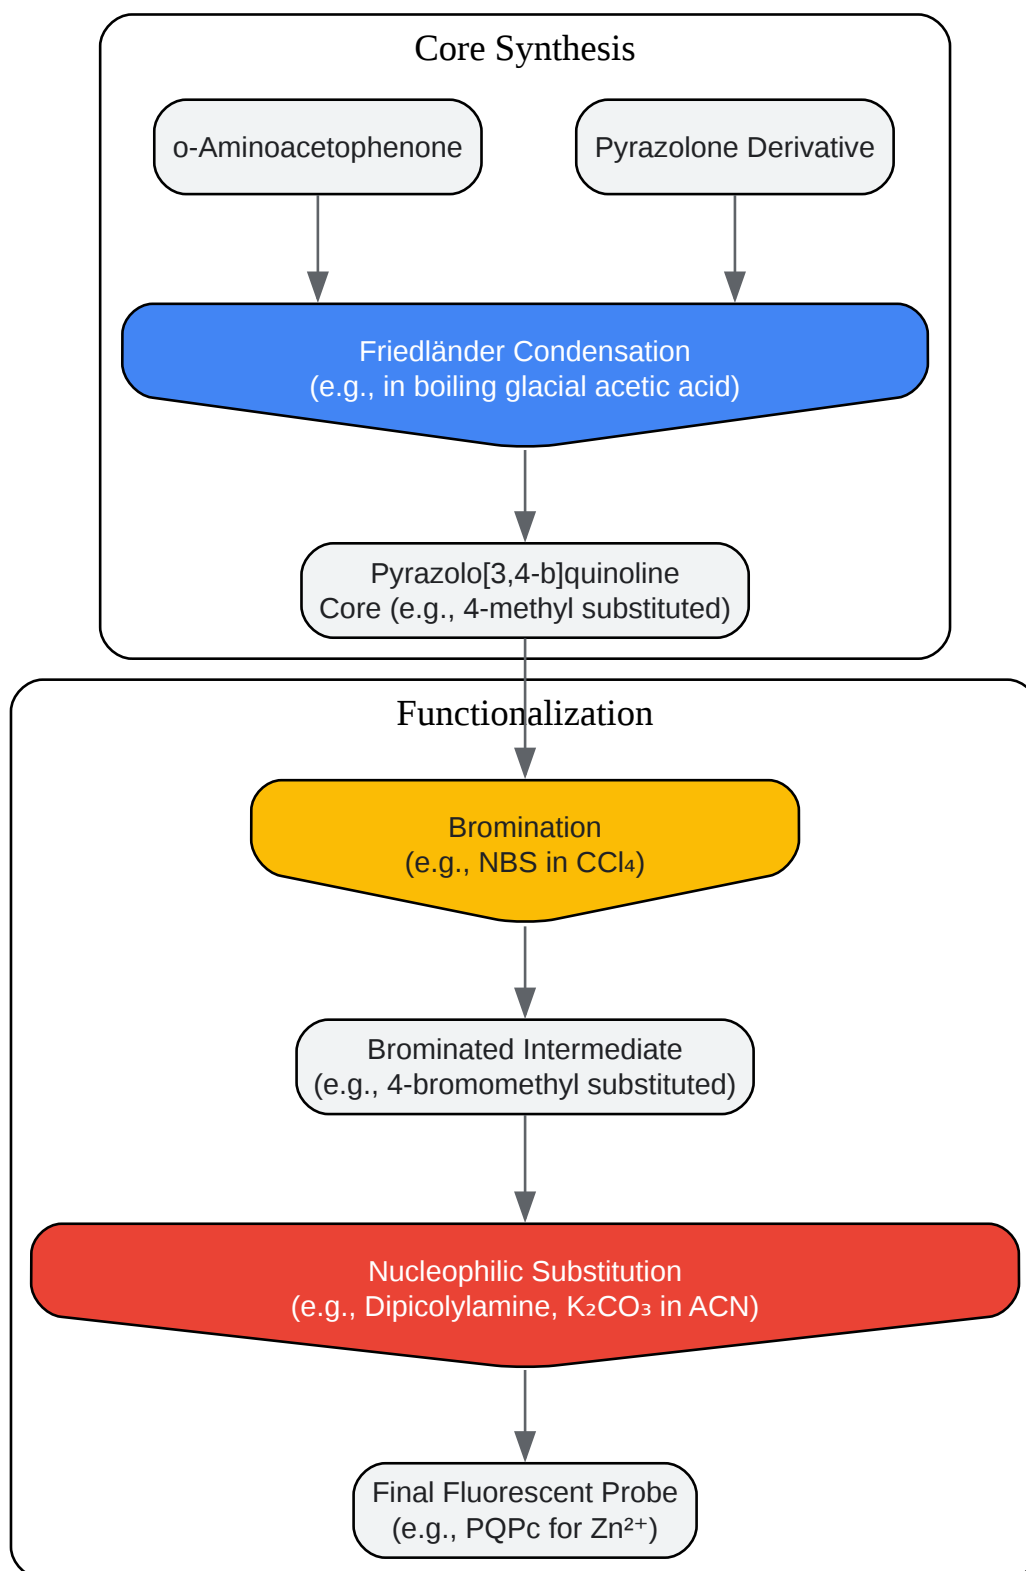 Core Synthesis
o-Aminoacetophenone
Pyrazolone Derivative
Friedländer Condensation
(e.g., in boiling glacial acetic acid)
Pyrazolo[3,4-b]quinoline
Core (e.g., 4-methyl substituted)
Functionalization
Bromination
(e.g., NBS in CCl₄)
Brominated Intermediate
(e.g., 4-bromomethyl substituted)
Nucleophilic Substitution
(e.g., Dipicolylamine, K₂CO₃ in ACN)
Final Fluorescent Probe
(e.g., PQPc for Zn²⁺)